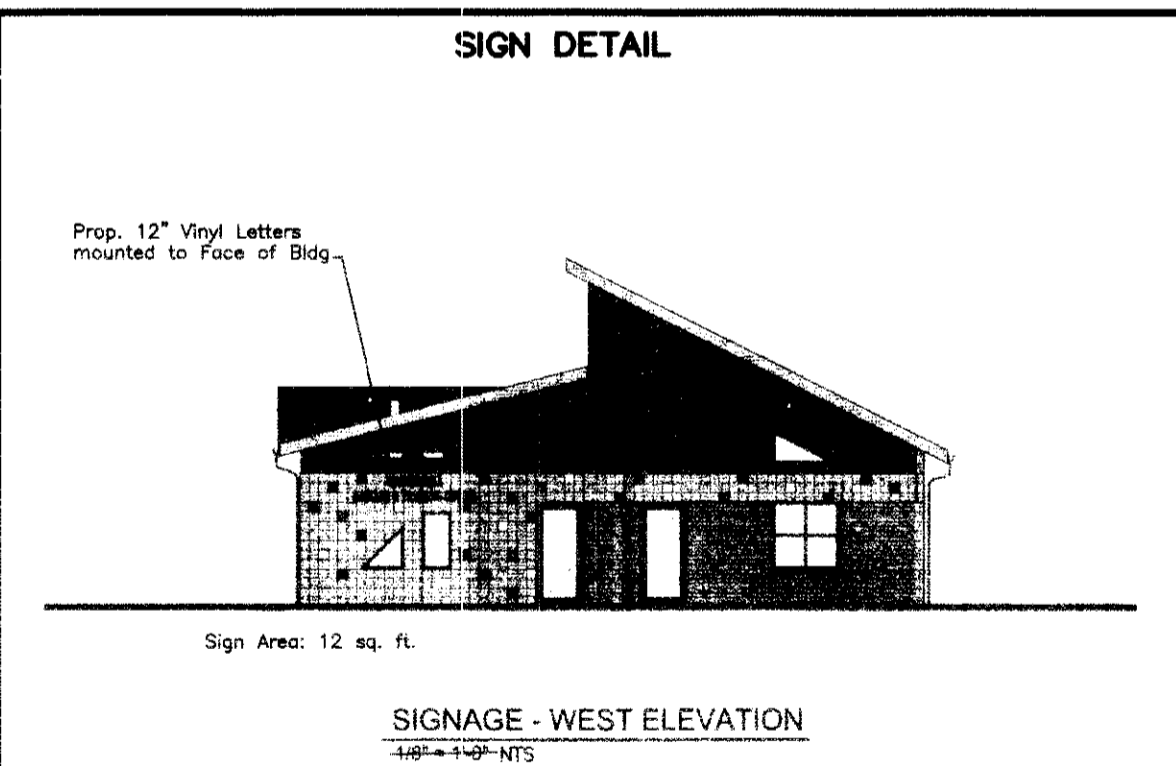 SIGN DETAIL
Prop. 12" Vinyl Letters
mounted to Face of Bldg
Sign Area: 12 sq. ft.
SIGNAGE - WEST ELEVATION
1/8" = 1'-0" NTS